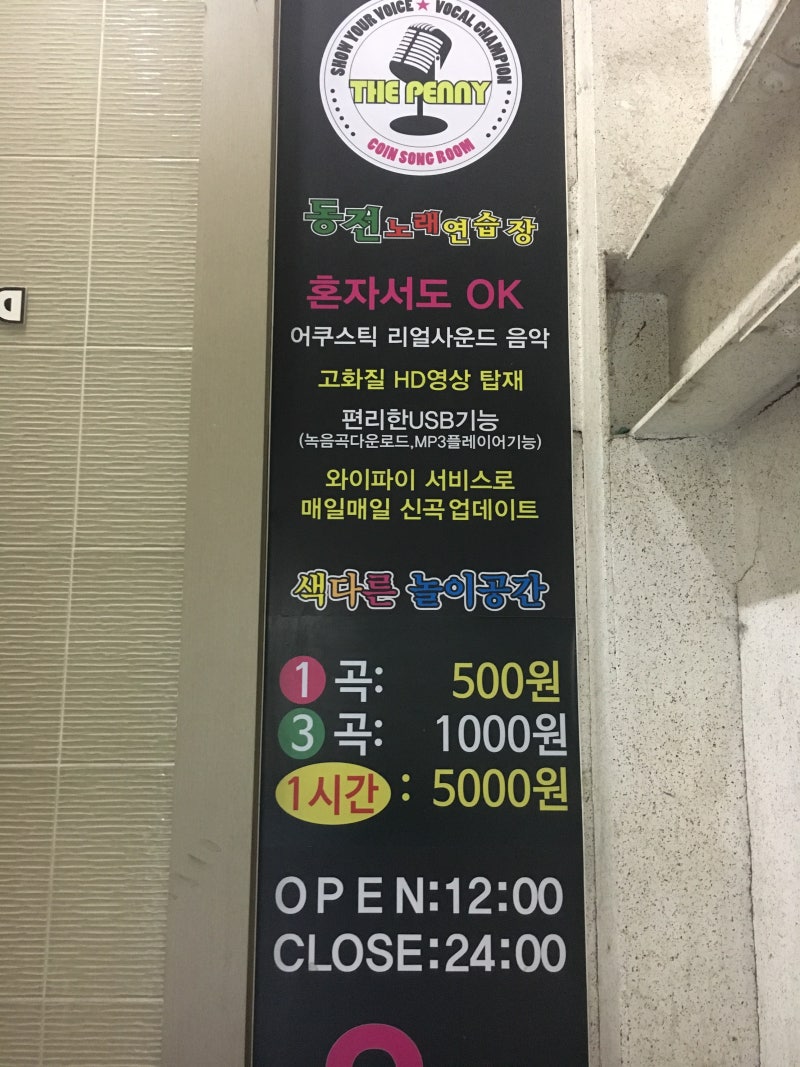 SHOW YOUR VOICE ★ VOCAL CHAMPION
THE PENNY
COIN SONG ROOM
동전노래연습장
혼자서도 OK
어쿠스틱 리얼사운드 음악
고화질 HD영상 탑재
편리한USB기능
(녹음곡다운로드,MP3플레이어기능)
와이파이 서비스로
매일매일 신곡업데이트
색다른 놀이공간
1곡: 500원
3곡: 1000원
1시간 : 5000원
OPEN:12:00
CLOSE:24:00